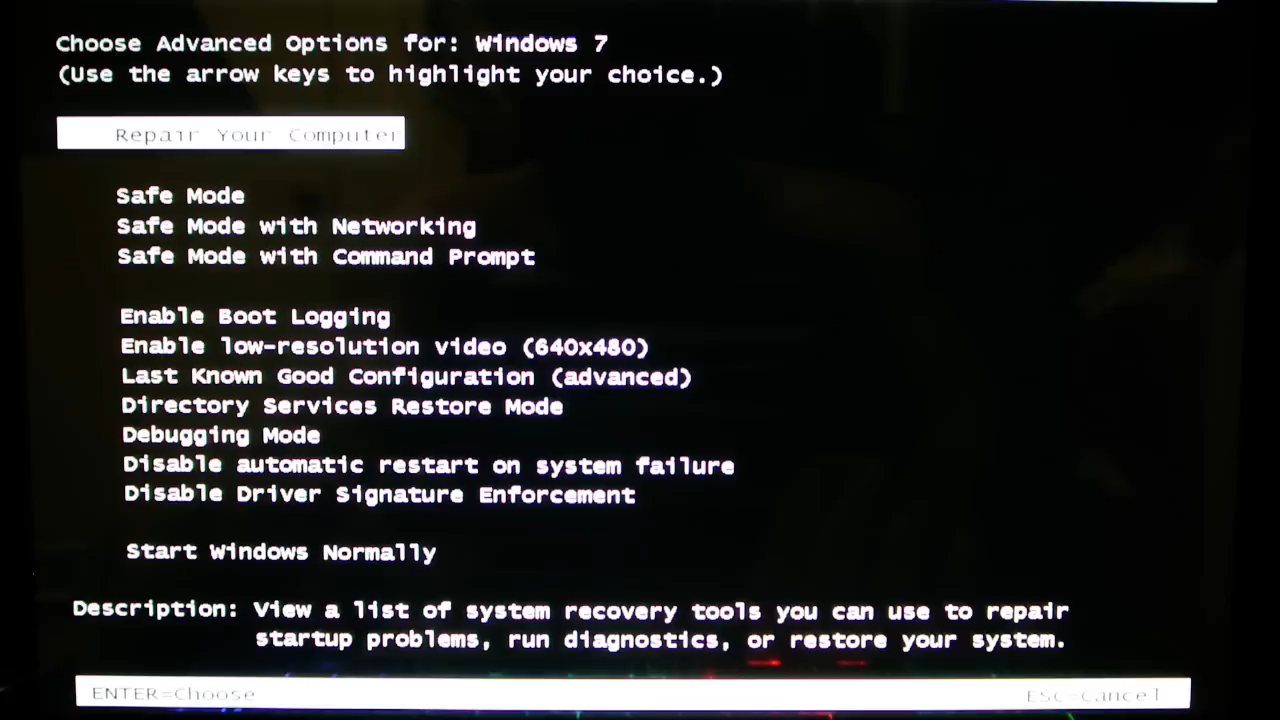 Choose Advanced Options for: Windows 7
(Use the arrow keys to highlight your choice.)
Repair Your Computer
Safe Mode
Safe Mode with Networking
Safe Mode with Command Prompt
Enable Boot Logging
Enable low-resolution video (640x480)
Last Known Good Configuration (advanced)
Directory Services Restore Mode
Debugging Mode
Disable automatic restart on system failure
Disable Driver Signature Enforcement
Start Windows Normally
Description: View a list of system recovery tools you can use to repair
startup problems, run diagnostics, or restore your system.
ENTER=Choose ESC=Cancel